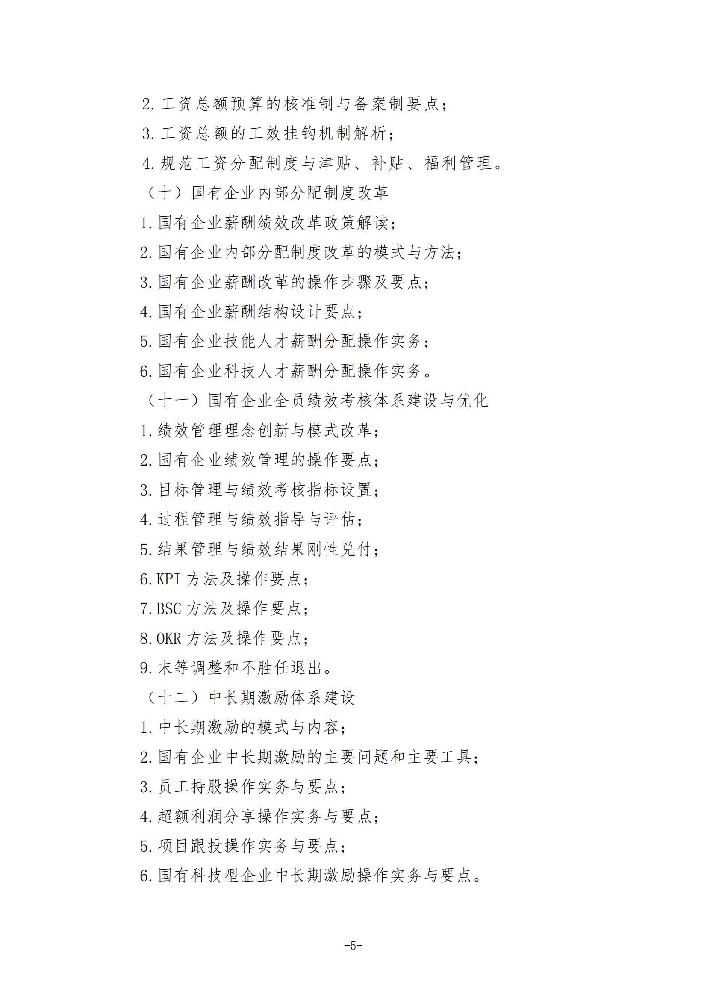 2.工资总额预算的核准制与备案制要点；
3.工资总额的工效挂钩机制解析；
4.规范工资分配制度与津贴、补贴、福利管理。
（十）国有企业内部分配制度改革
1.国有企业薪酬绩效改革政策解读；
2.国有企业内部分配制度改革的模式与方法；
3.国有企业薪酬改革的操作步骤及要点；
4.国有企业薪酬结构设计要点；
5.国有企业技能人才薪酬分配操作实务；
6.国有企业科技人才薪酬分配操作实务。
（十一）国有企业全员绩效考核体系建设与优化
1.绩效管理理念创新与模式改革；
2.国有企业绩效管理的操作要点；
3.目标管理与绩效考核指标设置；
4.过程管理与绩效指导与评估；
5.结果管理与绩效结果刚性兑付；
6.KPI 方法及操作要点；
7.BSC 方法及操作要点；
8.OKR 方法及操作要点；
9.末等调整和不胜任退出。
（十二）中长期激励体系建设
1.中长期激励的模式与内容；
2.国有企业中长期激励的主要问题和主要工具；
3.员工持股操作实务与要点；
4.超额利润分享操作实务与要点；
5.项目跟投操作实务与要点；
6.国有科技型企业中长期激励操作实务与要点。
-5-